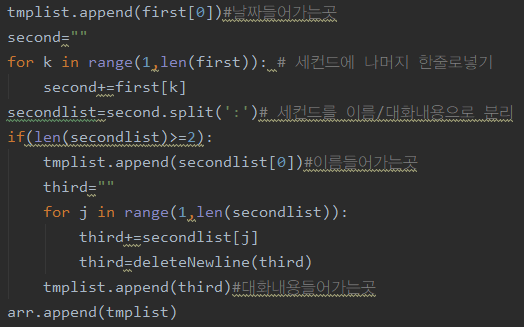 tmplist.append(first[0])#날짜들어가는곳
second=""
for k in range(1,len(first)): # 세컨드에 나머지 한줄로넣기
    second+=first[k]
secondlist=second.split(':')# 세컨드를 이름/대화내용으로 분리
if(len(secondlist)>=2):
    tmplist.append(secondlist[0])#이름들어가는곳
    third=""
    for j in range(1,len(secondlist)):
        third+=secondlist[j]
        third=deleteNewline(third)
    tmplist.append(third)#대화내용들어가는곳
arr.append(tmplist)